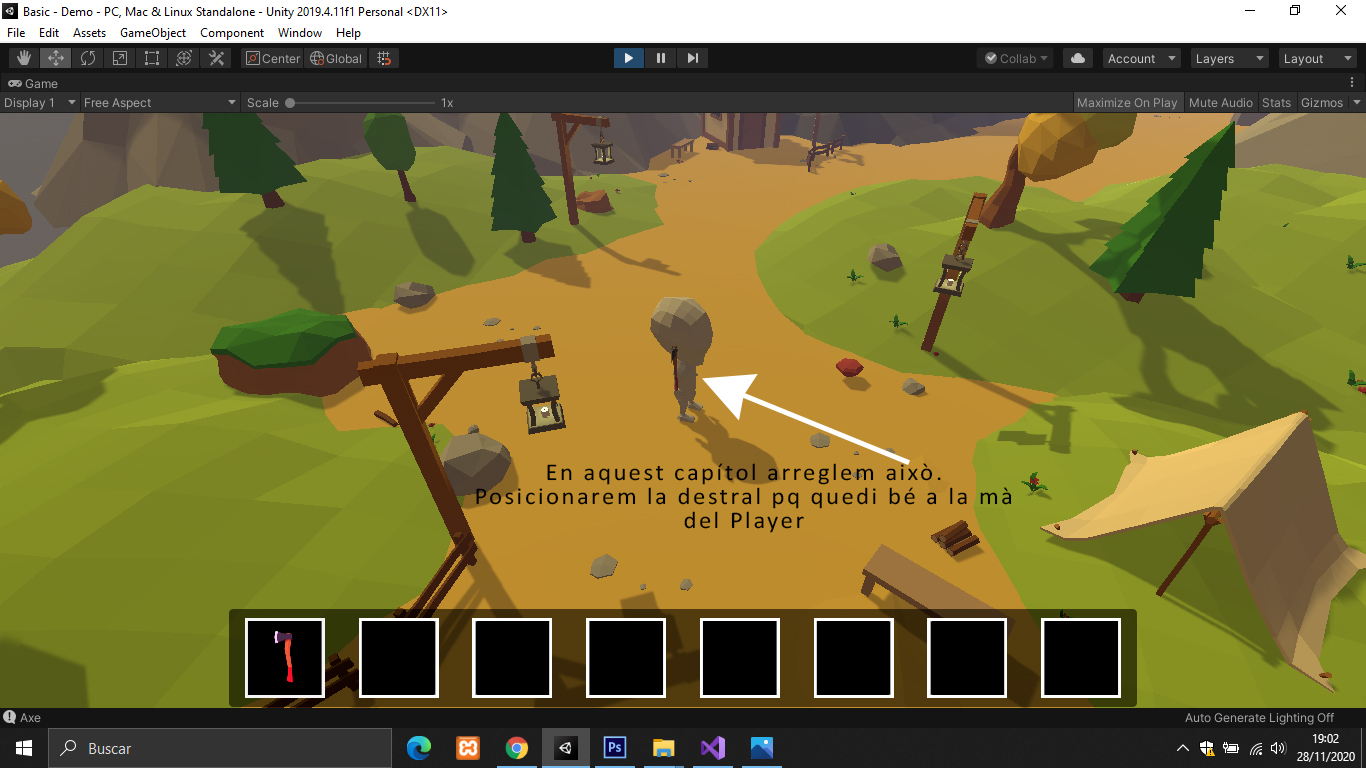 Basic - Demo - PC, Mac & Linux Standalone - Unity 2019.4.11f1 Personal <DX11>
File Edit Assets GameObject Component Window Help
Center Global Collab Account Layers Layout
Game
Display 1 Free Aspect Scale 1x Maximize On Play Mute Audio Stats Gizmos
En aquest capítol arreglem això.
Posicionarem la destral pq quedi bé a la mà
del Player
Axe Auto Generate Lighting Off
Buscar Ps 19:02
28/11/2020